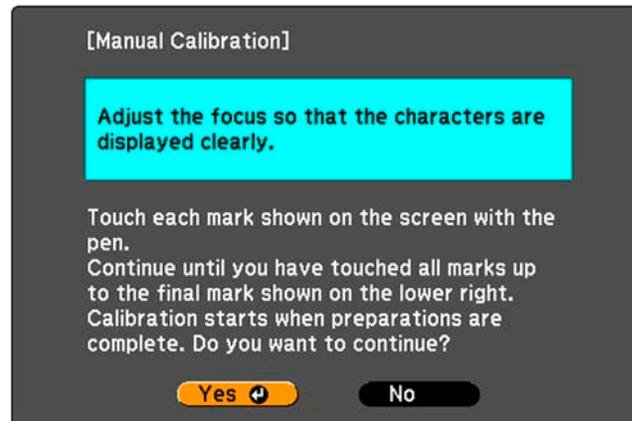 [Manual Calibration]
Adjust the focus so that the characters are
displayed clearly.
Touch each mark shown on the screen with the
pen.
Continue until you have touched all marks up
to the final mark shown on the lower right.
Calibration starts when preparations are
complete. Do you want to continue?
Yes
No